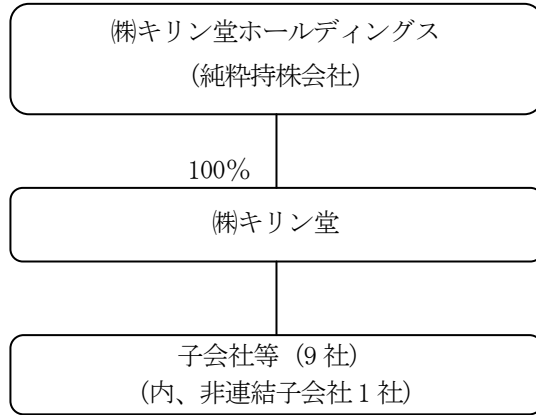 ㈱キリン堂ホールディングス
(純粋持株会社)
100%
㈱キリン堂
子会社等 (9 社)
(内、非連結子会社 1 社)